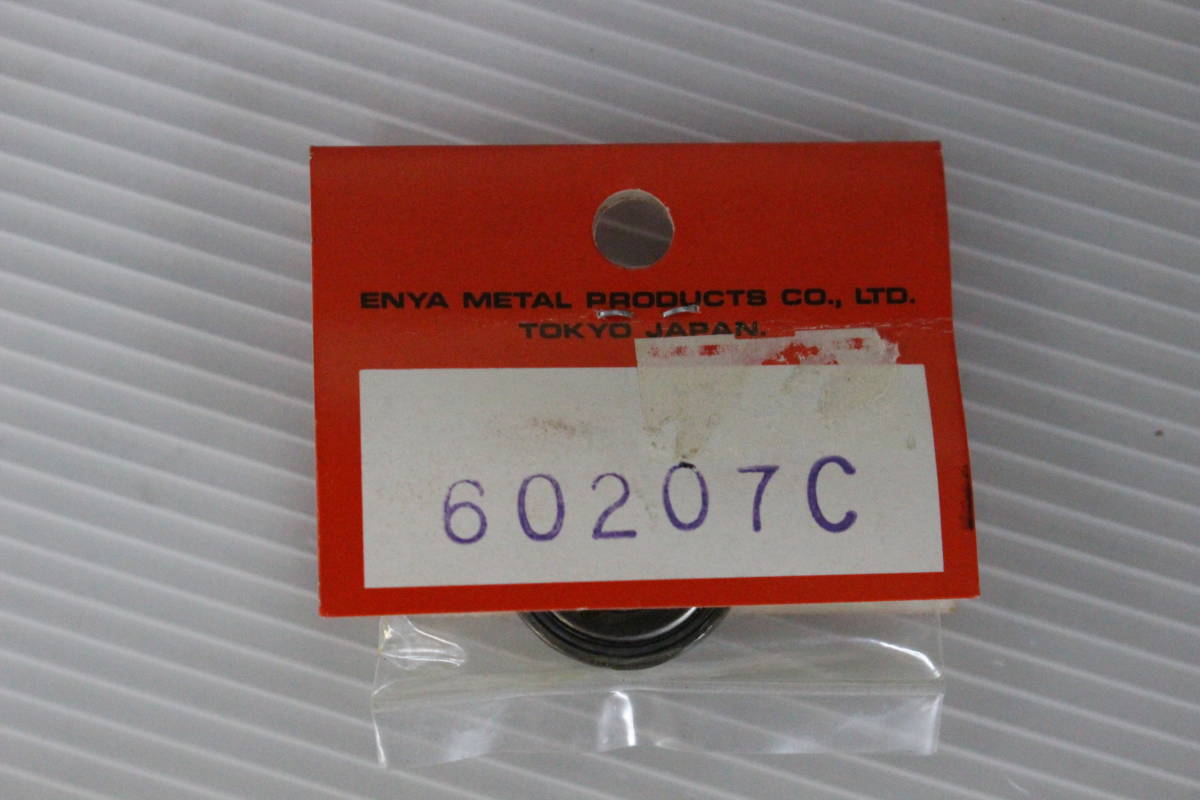 ENYA METAL PRODUCTS CO., LTD.
TOKYO JAPAN.
60207C